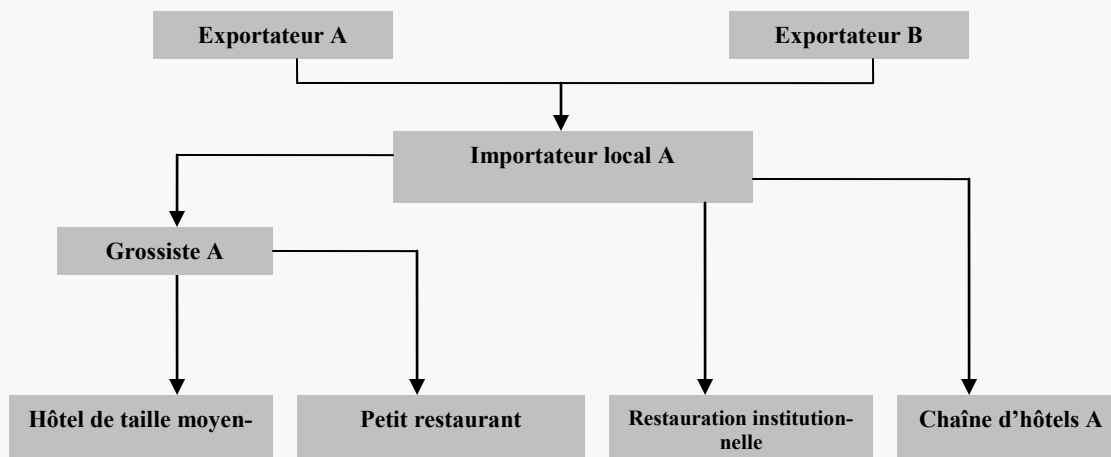 Exportateur A
Exportateur B
Importateur local A
Grossiste A
Hôtel de taille moyen-
Petit restaurant
Restauration institution-
nelle
Chaîne d’hôtels A